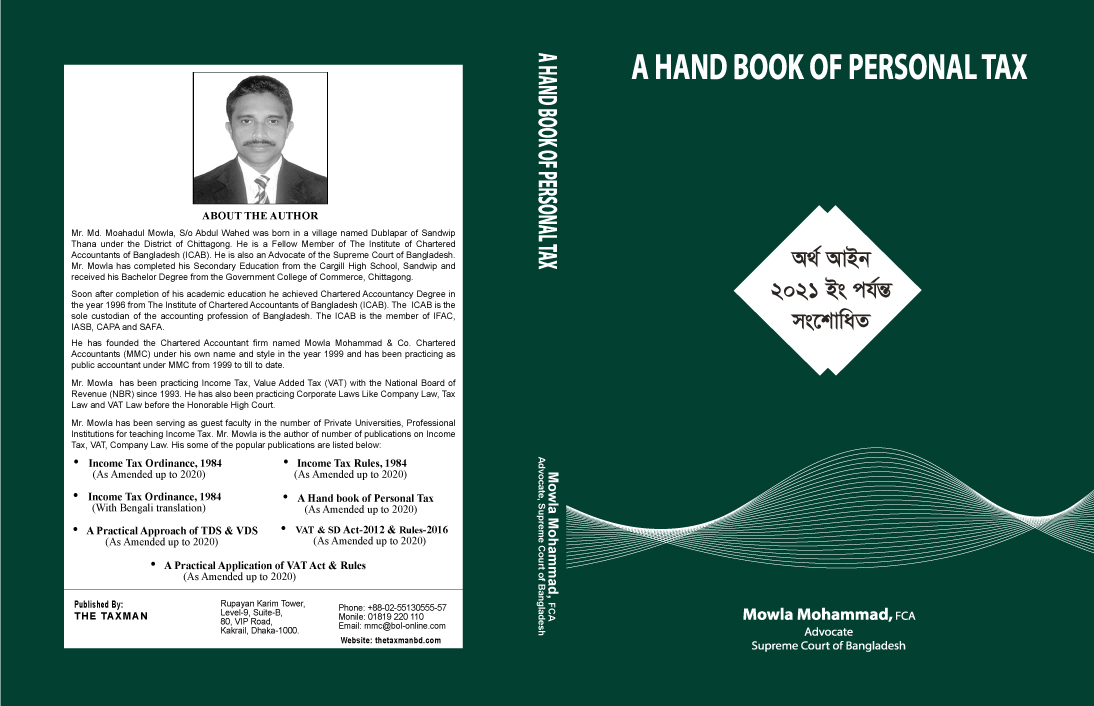 ABOUT THE AUTHOR
Mr. Md. Moahadul Mowla, S/o Abdul Wahed was born in a village named Dublapar of Sandwip
Thana under the District of Chittagong. He is a Fellow Member of The Institute of Chartered
Accountants of Bangladesh (ICAB). He is also an Advocate of the Supreme Court of Bangladesh.
Mr. Mowla has completed his Secondary Education from the Cargill High School, Sandwip and
received his Bachelor Degree from the Government College of Commerce, Chittagong.
Soon after completion of his academic education he achieved Chartered Accountancy Degree in
the year 1996 from The Institute of Chartered Accountants of Bangladesh (ICAB). The ICAB is the
sole custodian of the accounting profession of Bangladesh. The ICAB is the member of IFAC,
IASB, CAPA and SAFA.
He has founded the Chartered Accountant firm named Mowla Mohammad & Co. Chartered
Accountants (MMC) under his own name and style in the year 1999 and has been practicing as
public accountant under MMC from 1999 to till to date.
Mr. Mowla has been practicing Income Tax, Value Added Tax (VAT) with the National Board of
Revenue (NBR) since 1993. He has also been practicing Corporate Laws Like Company Law, Tax
Law and VAT Law before the Honorable High Court.
Mr. Mowla has been serving as guest faculty in the number of Private Universities, Professional
Institutions for teaching Income Tax. Mr. Mowla is the author of number of publications on Income
Tax, VAT, Company Law. His some of the popular publications are listed below:
• Income Tax Ordinance, 1984
(As Amended up to 2020)
• Income Tax Rules, 1984
(As Amended up to 2020)
• Income Tax Ordinance, 1984
(With Bengali translation)
• A Hand book of Personal Tax
(As Amended up to 2020)
• A Practical Approach of TDS & VDS
(As Amended up to 2020)
• VAT & SD Act-2012 & Rules-2016
(As Amended up to 2020)
• A Practical Application of VAT Act & Rules
(As Amended up to 2020)
Published By:
THE TAXMAN
Rupayan Karim Tower,
Level-9, Suite-B,
80, VIP Road,
Kakrail, Dhaka-1000.
Phone: +88-02-55130555-57
Monile: 01819 220 110
Email: mmc@bol-online.com
Website: thetaxmanbd.com
A HAND BOOK OF PERSONAL TAX
Mowla Mohammad, FCA
Advocate, Supreme Court of Bangladesh
A HAND BOOK OF PERSONAL TAX
অর্থ আইন
২০২১ ইং পর্যন্ত
সংশোধিত
Mowla Mohammad, FCA
Advocate
Supreme Court of Bangladesh